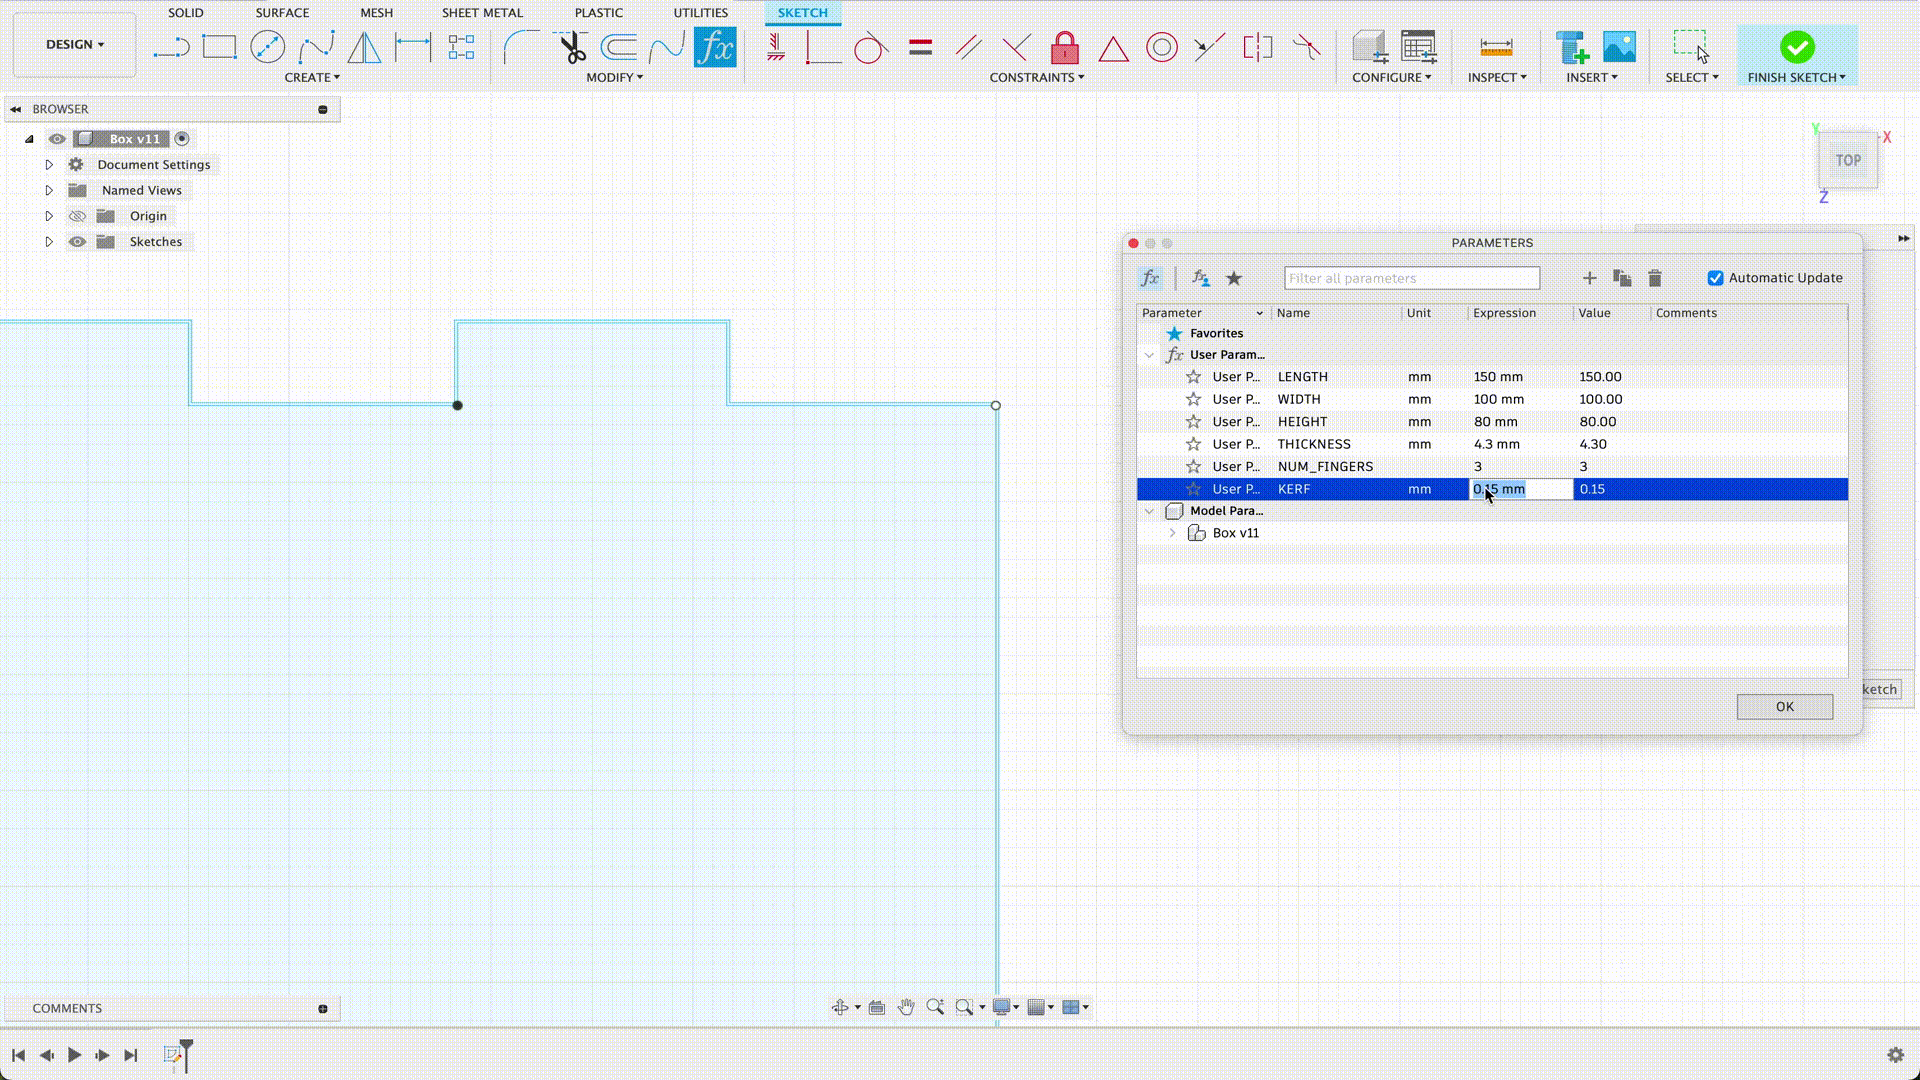 SOLID SURFACE MESH SHEET METAL PLASTIC UTILITIES SKETCH
DESIGN
fx
CREATE MODIFY CONSTRAINTS CONFIGURE INSPECT INSERT SELECT FINISH SKETCH
BROWSER
Box v11
Document Settings
Named Views
Origin
Sketches
Y
X
TOP
Z
PARAMETERS
fx
fx
Filter all parameters
Automatic Update
Parameter Name Unit Expression Value Comments
Favorites
fx User Param...
User P... LENGTH mm 150 mm 150.00
User P... WIDTH mm 100 mm 100.00
User P... HEIGHT mm 80 mm 80.00
User P... THICKNESS mm 4.3 mm 4.30
User P... NUM_FINGERS 3 3
User P... KERF mm 0.15 mm 0.15
Model Para...
Box v11
ketch
OK
COMMENTS